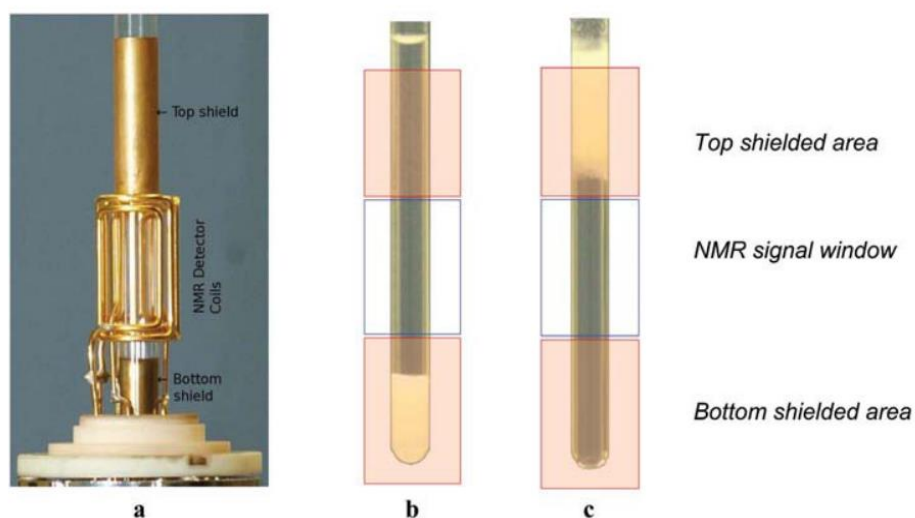 ← Top shield
NMR Detector
Coils
Bottom
shield
Top shielded area
NMR signal window
Bottom shielded area
a
b
c